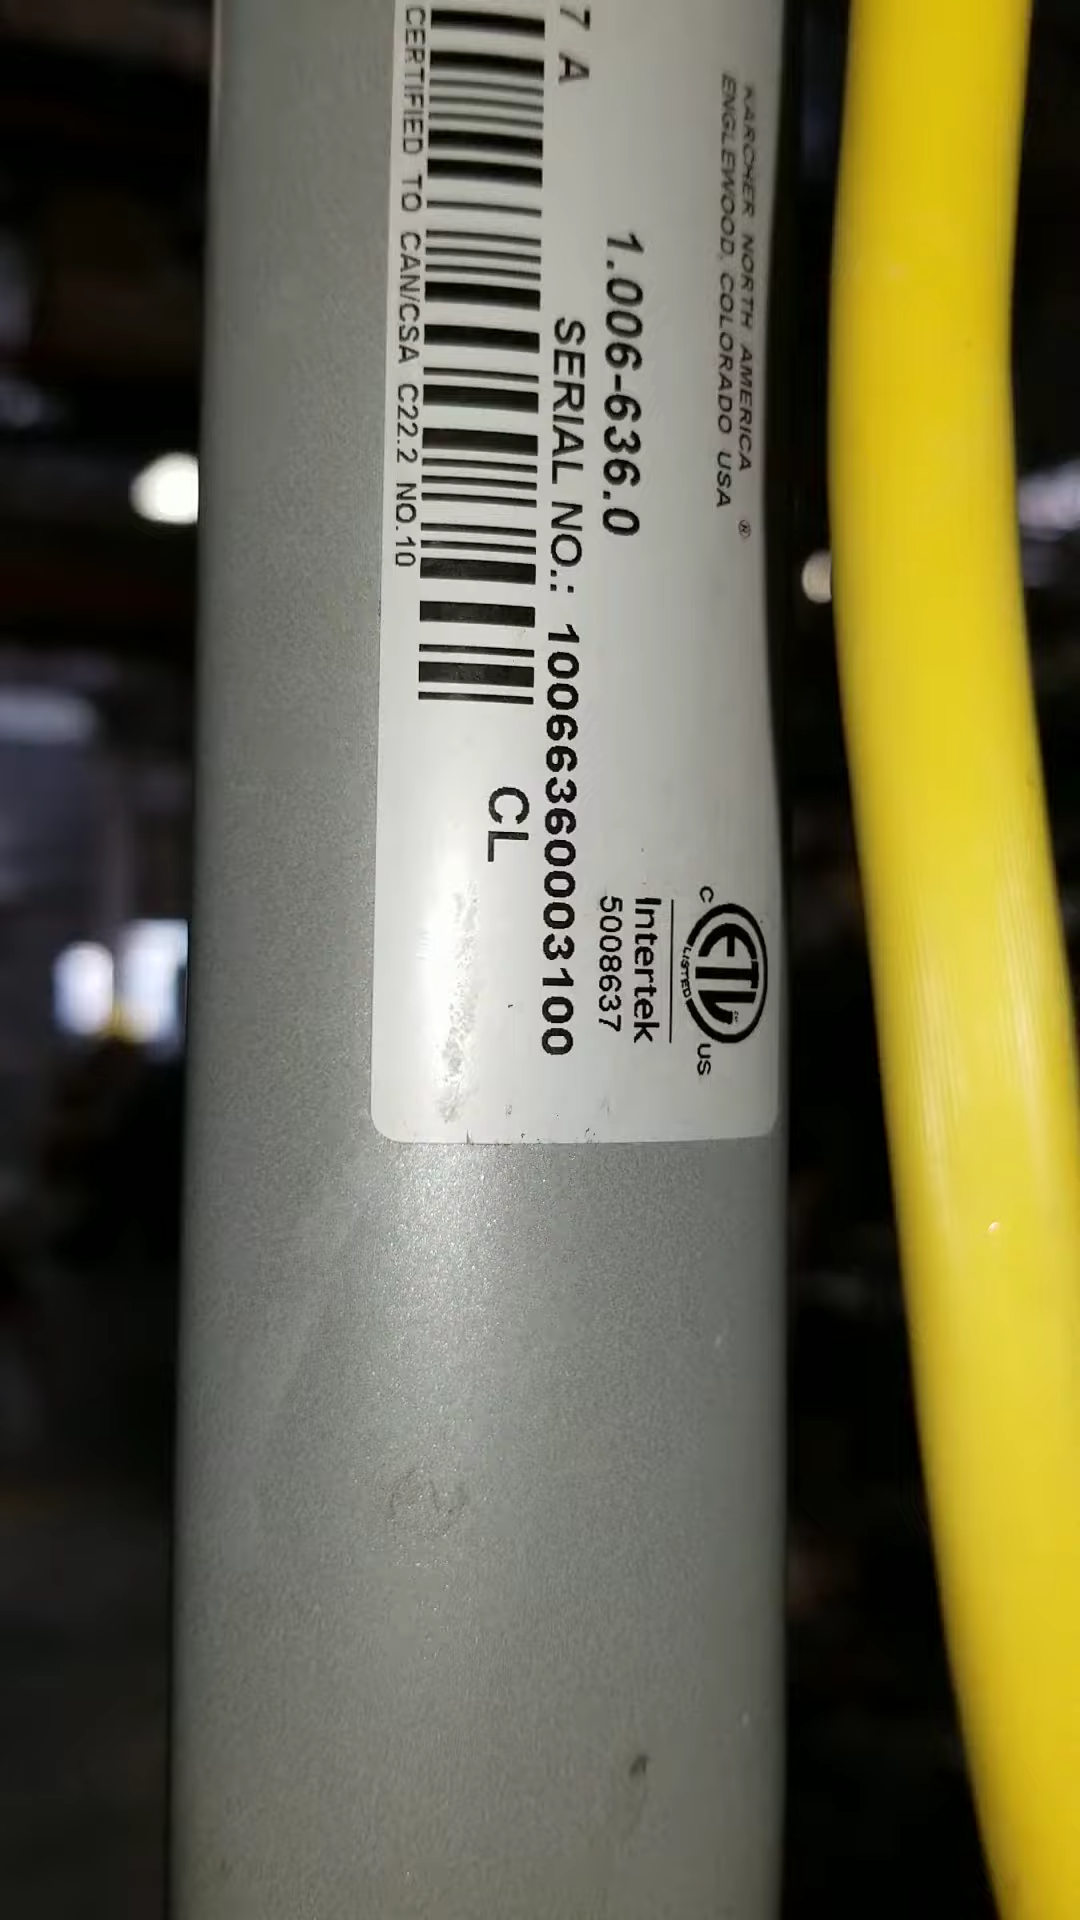 KARCHER NORTH AMERICA ®
ENGLEWOOD, COLORADO USA
C ETL US
LISTED
Intertek
5008637
1.006-636.0
7 A
SERIAL NO.: 1006636003100
CL
CERTIFIED TO CAN/CSA C22.2 NO.10